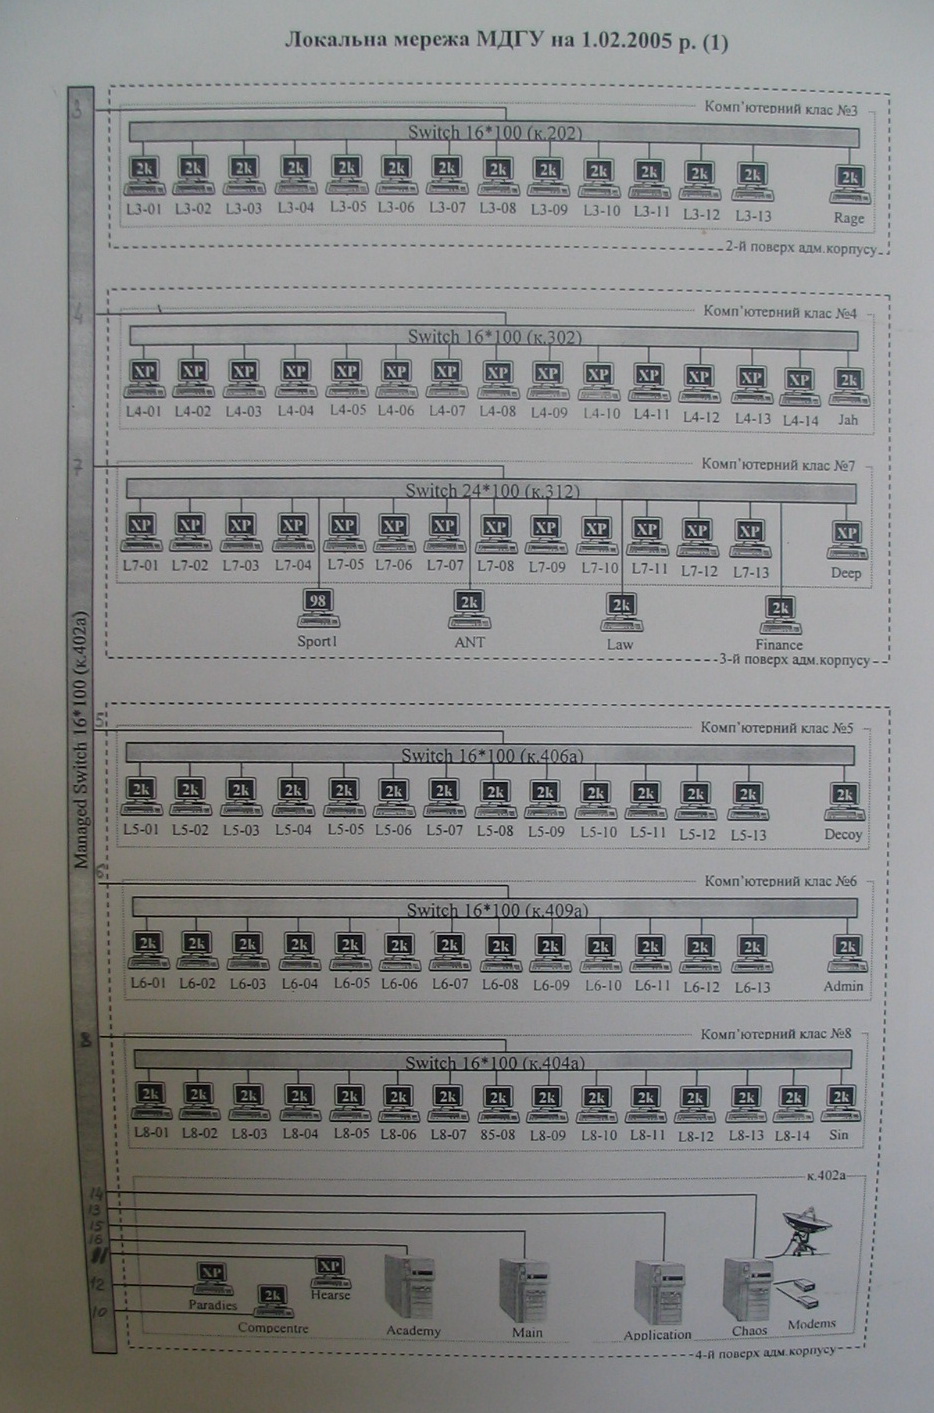 Локальна мережа МДГУ на 1.02.2005 р. (1)
Managed Switch 16*100 (к.402а)
3
Комп'ютерний клас №3
Switch 16*100 (к.202)
2k 2k 2k 2k 2k 2k 2k 2k 2k 2k 2k 2k 2k 2k
L3-01 L3-02 L3-03 L3-04 L3-05 L3-06 L3-07 L3-08 L3-09 L3-10 L3-11 L3-12 L3-13 Rage
2-й поверх адм.корпусу
4
Комп'ютерний клас №4
Switch 16*100 (к.302)
XP XP XP XP XP XP XP XP XP XP XP XP XP XP 2k
L4-01 L4-02 L4-03 L4-04 L4-05 L4-06 L4-07 L4-08 L4-09 L4-10 L4-11 L4-12 L4-13 L4-14 Jah
7
Комп'ютерний клас №7
Switch 24*100 (к.312)
XP XP XP XP XP XP XP XP XP XP XP XP XP XP
L7-01 L7-02 L7-03 L7-04 L7-05 L7-06 L7-07 L7-08 L7-09 L7-10 L7-11 L7-12 L7-13 Deep
98 2k 2k 2k
Sport1 ANT Law Finance
3-й поверх адм.корпусу
5
Комп'ютерний клас №5
Switch 16*100 (к.406а)
2k 2k 2k 2k 2k 2k 2k 2k 2k 2k 2k 2k 2k 2k
L5-01 L5-02 L5-03 L5-04 L5-05 L5-06 L5-07 L5-08 L5-09 L5-10 L5-11 L5-12 L5-13 Decoy
6
Комп'ютерний клас №6
Switch 16*100 (к.409а)
2k 2k 2k 2k 2k 2k 2k 2k 2k 2k 2k 2k 2k 2k
L6-01 L6-02 L6-03 L6-04 L6-05 L6-06 L6-07 L6-08 L6-09 L6-10 L6-11 L6-12 L6-13 Admin
8
Комп'ютерний клас №8
Switch 16*100 (к.404а)
2k 2k 2k 2k 2k 2k 2k 2k 2k 2k 2k 2k 2k 2k 2k
L8-01 L8-02 L8-03 L8-04 L8-05 L8-06 L8-07 85-08 L8-09 L8-10 L8-11 L8-12 L8-13 L8-14 Sin
к.402а
14
13
15
16
11
12
10
XP
Paradies
2k
Compcentre
XP
Hearse
Academy
Main
Application
Chaos
Modems
4-й поверх адм.корпусу